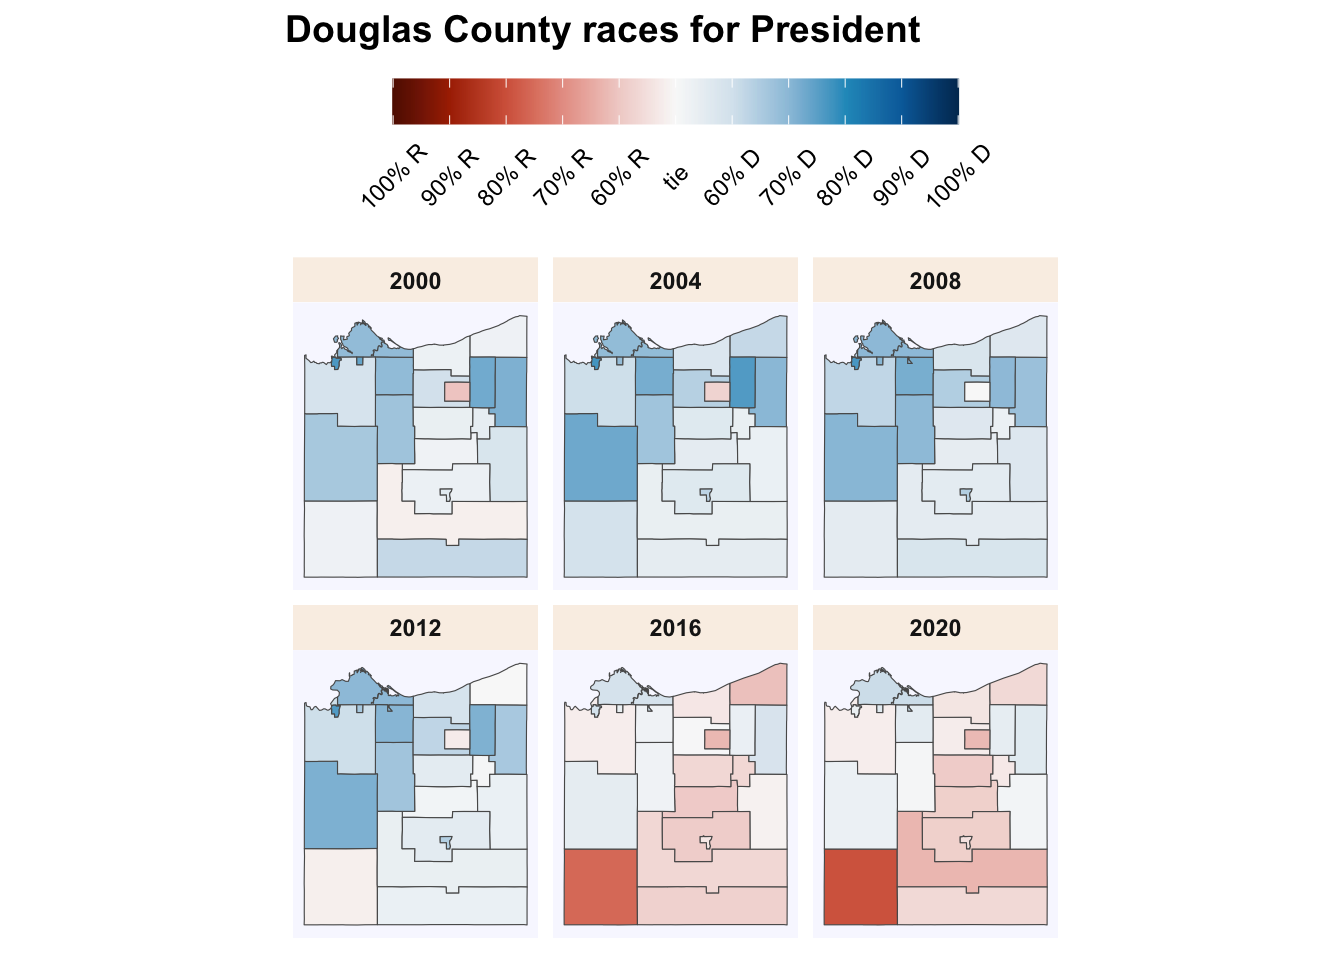 Douglas County races for President
100% R
90% R
80% R
70% R
60% R
tie
60% D
70% D
80% D
90% D
100% D
2000
2004
2008
2012
2016
2020